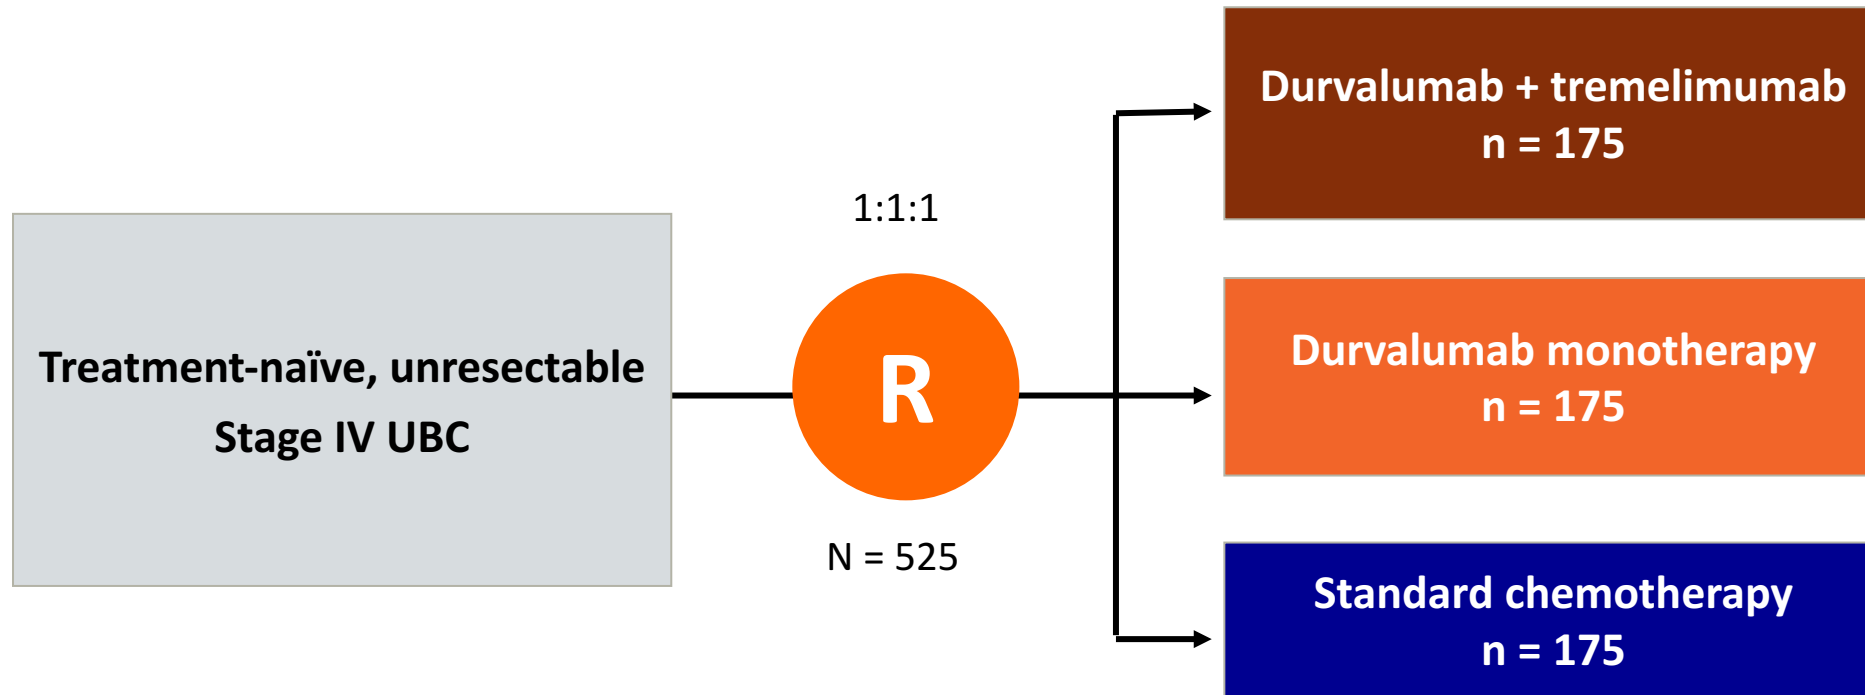 Treatment-naïve, unresectable
Stage IV UBC
1:1:1
R
N = 525
Durvalumab + tremelimumab
n = 175
Durvalumab monotherapy
n = 175
Standard chemotherapy
n = 175